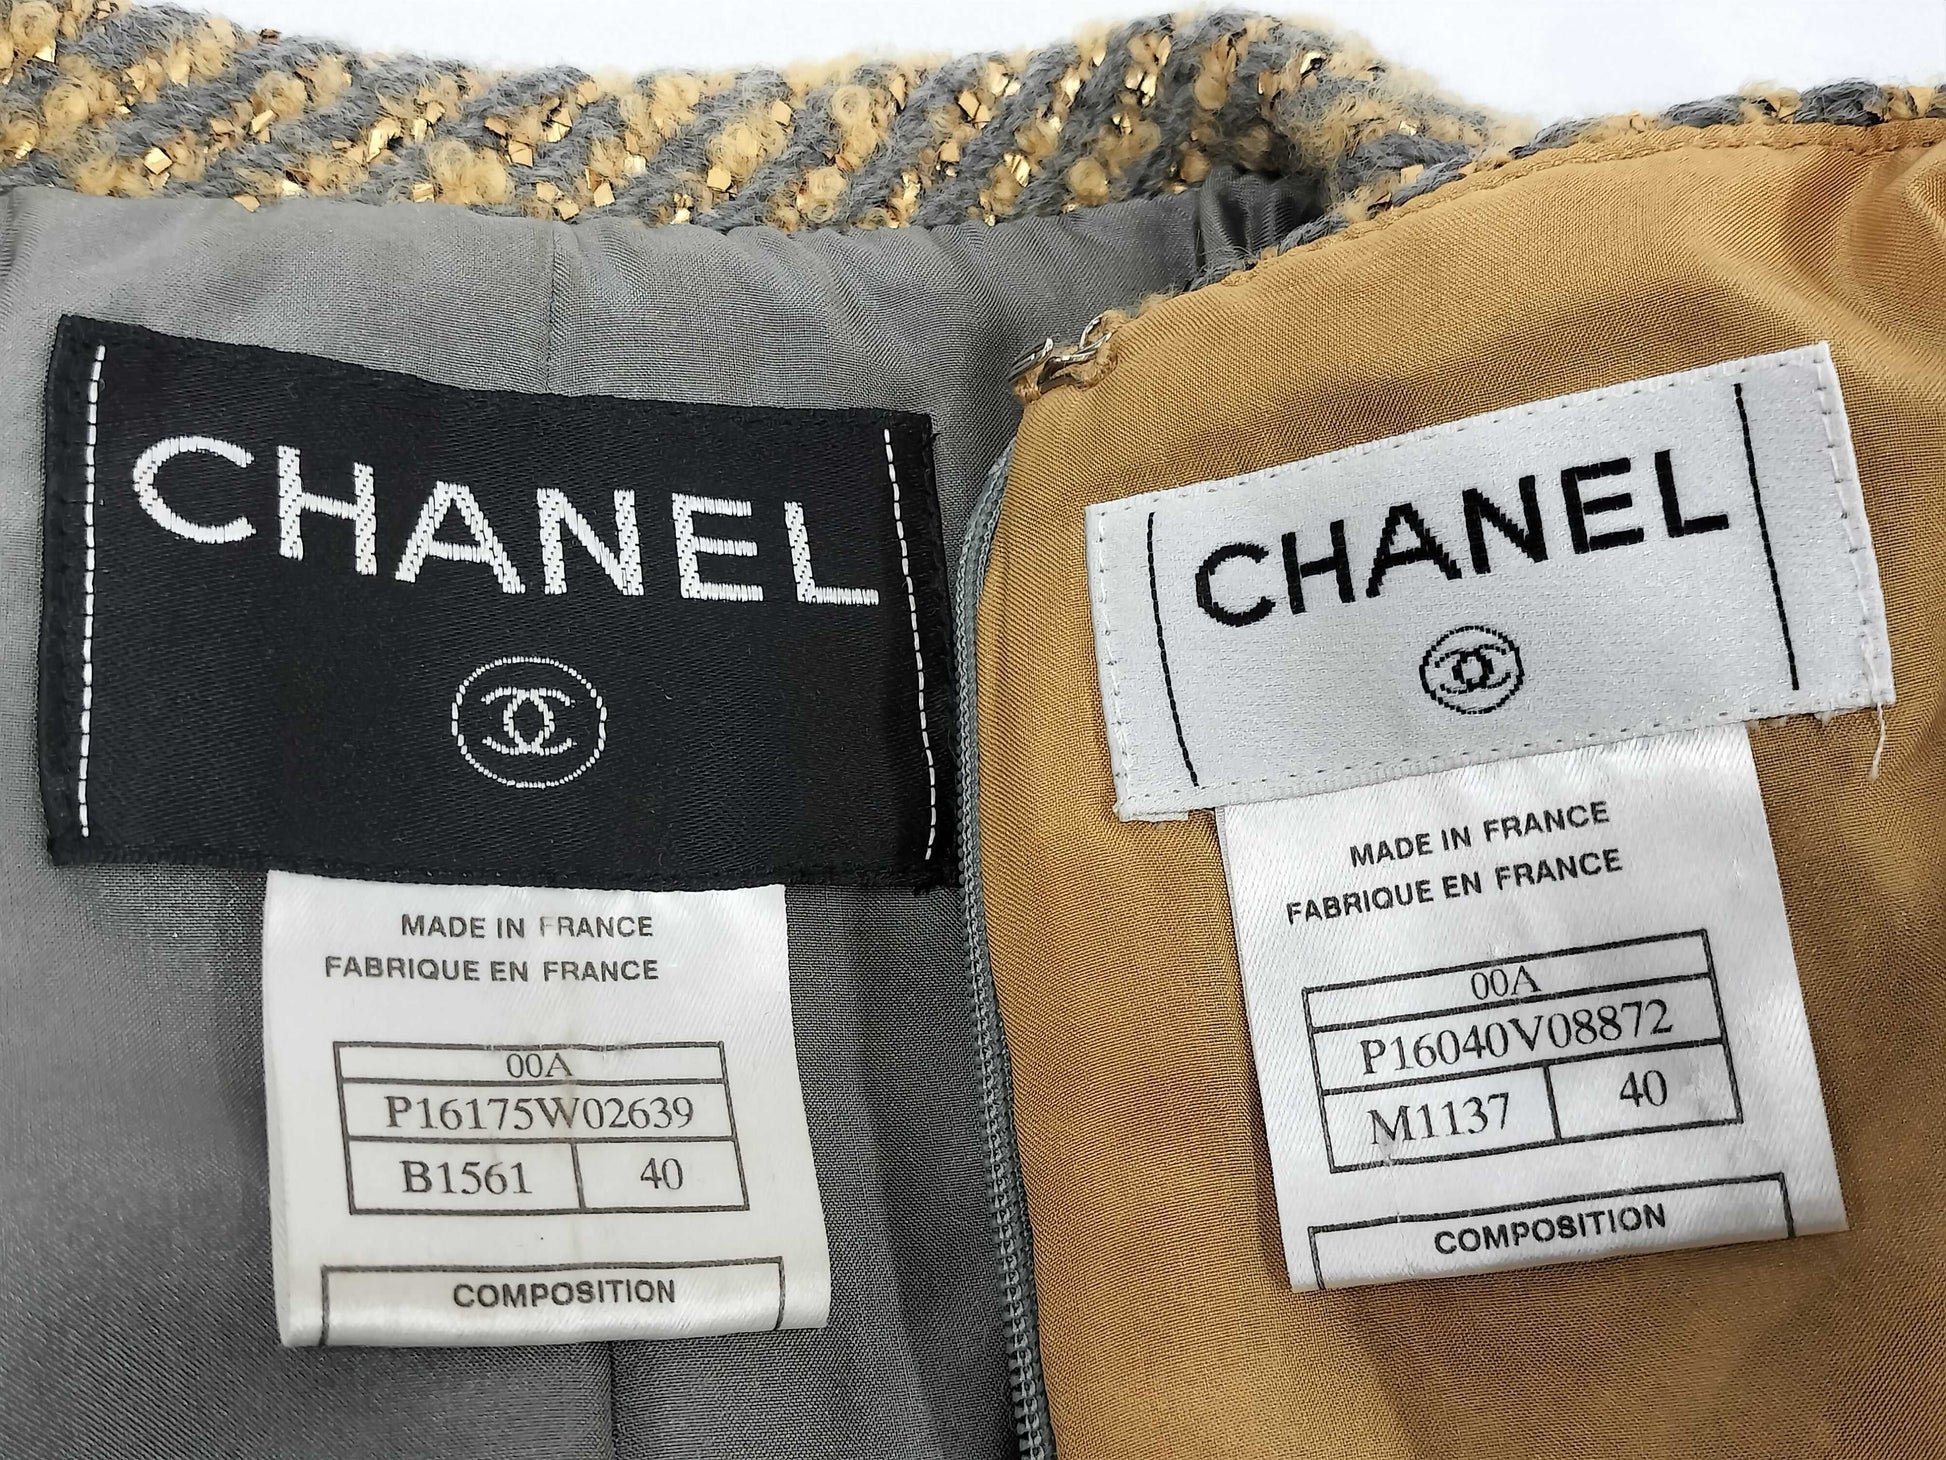 CHANEL
MADE IN FRANCE
FABRIQUE EN FRANCE
00A
P16175W02639
B1561 40
COMPOSITION
CHANEL
MADE IN FRANCE
FABRIQUE EN FRANCE
00A
P16040V08872
M1137 40
COMPOSITION